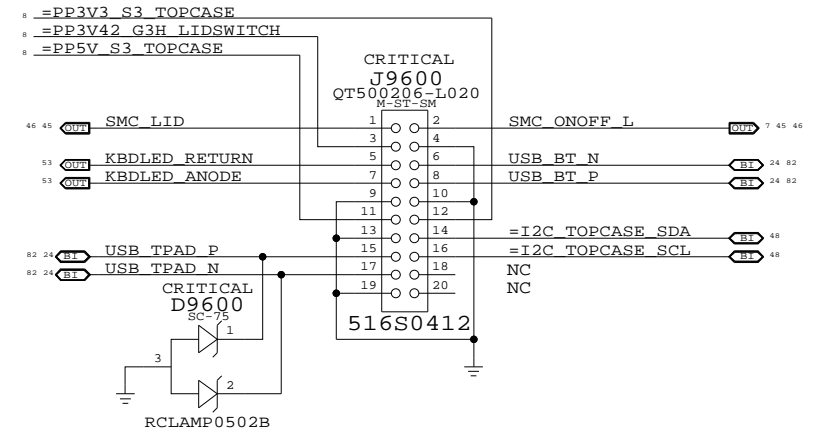 8 =PP3V3_S3_TOPCASE
8 =PP3V42_G3H_LIDSWITCH
8 =PP5V_S3_TOPCASE
CRITICAL
J9600
QT500206-L020
M-ST-SM
46 45 OUT SMC_LID 1 2 SMC_ONOFF_L OUT 7 45 46
3 4
53 OUT KBDLED_RETURN 5 6 USB_BT_N BI 24 82
53 OUT KBDLED_ANODE 7 8 USB_BT_P BI 24 82
9 10
11 12
13 14 =I2C_TOPCASE_SDA BI 48
82 24 BI USB_TPAD_P 15 16 =I2C_TOPCASE_SCL BI 48
82 24 BI USB_TPAD_N 17 18 NC
19 20 NC
CRITICAL
D9600
SC-75
516S0412
1
3
2
RCLAMP0502B